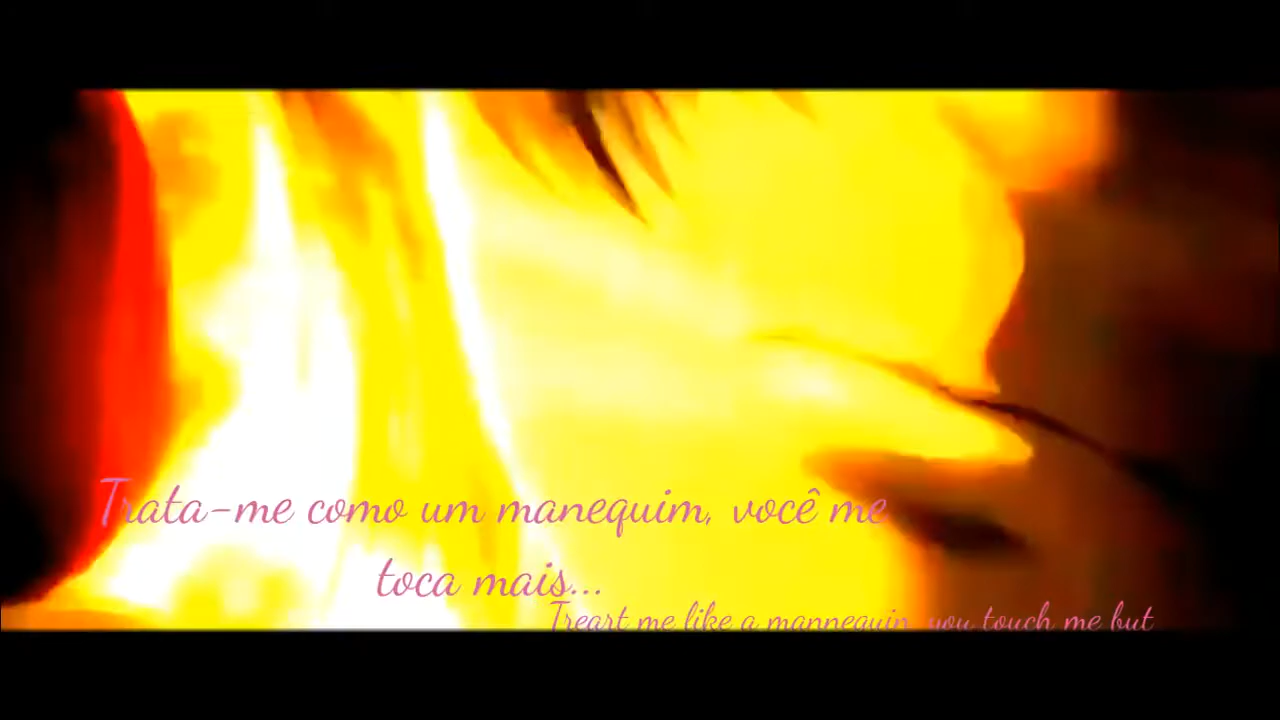 Trata-me como um manequim, você me
toca mais...
Treart me like a mannequin, you touch me but